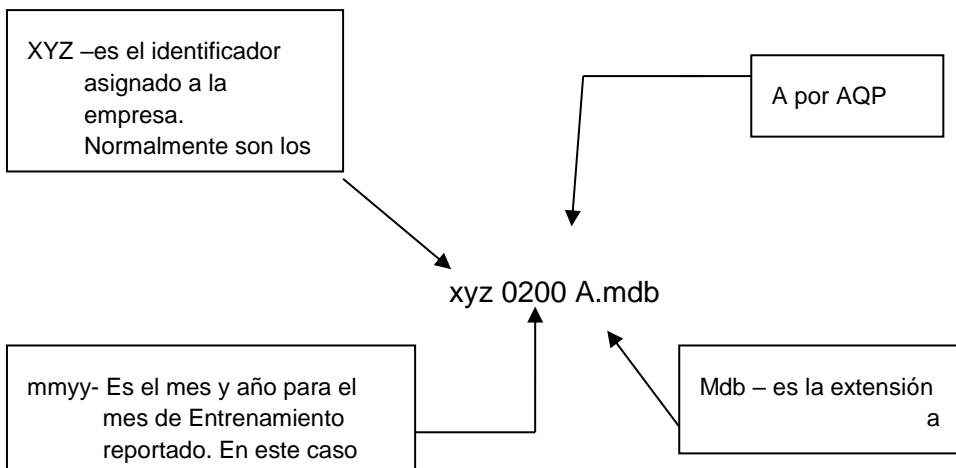 XYZ –es el identificador
asignado a la
empresa.
Normalmente son los
A por AQP
xyz 0200 A.mdb
mmyy- Es el mes y año para el
mes de Entrenamiento
reportado. En este caso
Mdb – es la extensión
a